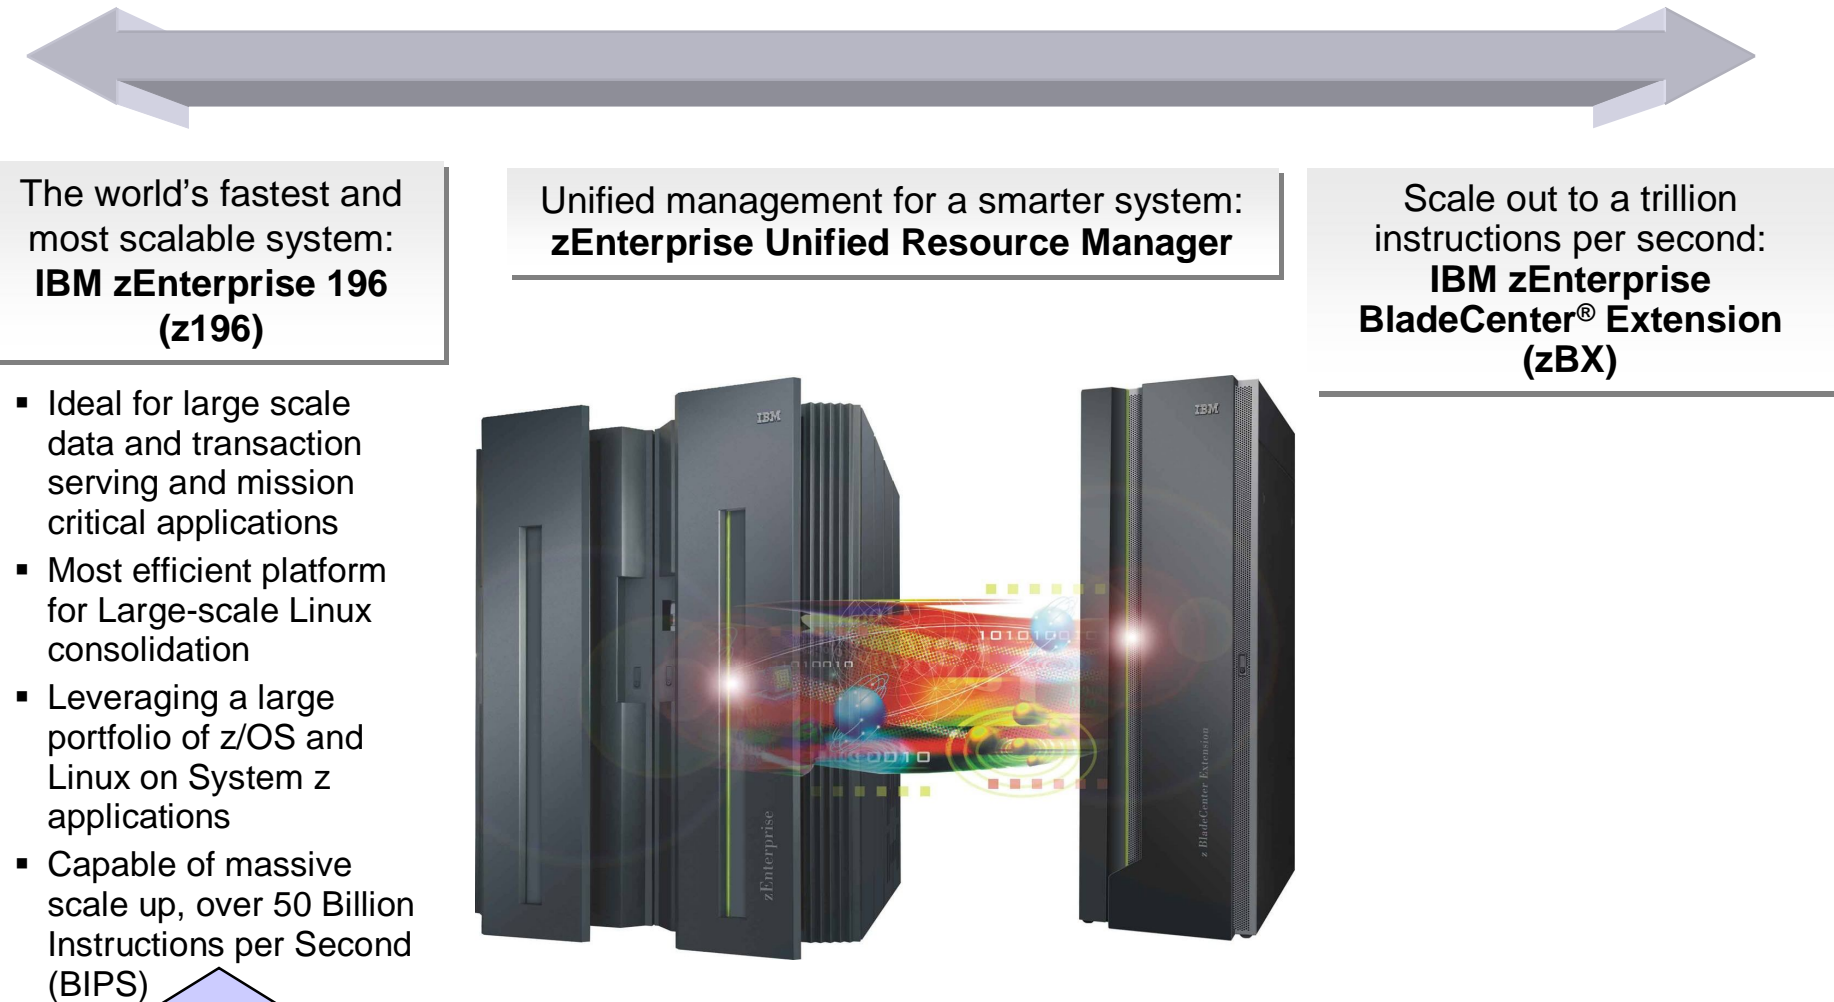 The world’s fastest and
most scalable system:
IBM zEnterprise 196
(z196)
Unified management for a smarter system:
zEnterprise Unified Resource Manager
Scale out to a trillion
instructions per second:
IBM zEnterprise
BladeCenter® Extension
(zBX)
▪ Ideal for large scale
data and transaction
serving and mission
critical applications
▪ Most efficient platform
for Large-scale Linux
consolidation
▪ Leveraging a large
portfolio of z/OS and
Linux on System z
applications
▪ Capable of massive
scale up, over 50 Billion
Instructions per Second
(BIPS)
IBM
IBM
zEnterprise
z BladeCenter Extension